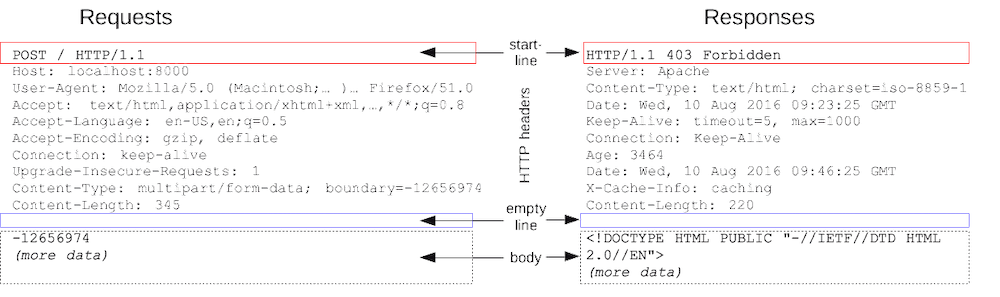 Requests
POST / HTTP/1.1
Host: localhost:8000
User-Agent: Mozilla/5.0 (Macintosh;… )… Firefox/51.0
Accept: text/html,application/xhtml+xml,…,*/*;q=0.8
Accept-Language: en-US,en;q=0.5
Accept-Encoding: gzip, deflate
Connection: keep-alive
Upgrade-Insecure-Requests: 1
Content-Type: multipart/form-data; boundary=-12656974
Content-Length: 345
-12656974
(more data)
start-
line
HTTP headers
empty
line
body
Responses
HTTP/1.1 403 Forbidden
Server: Apache
Content-Type: text/html; charset=iso-8859-1
Date: Wed, 10 Aug 2016 09:23:25 GMT
Keep-Alive: timeout=5, max=1000
Connection: Keep-Alive
Age: 3464
Date: Wed, 10 Aug 2016 09:46:25 GMT
X-Cache-Info: caching
Content-Length: 220
<!DOCTYPE HTML PUBLIC "-//IETF//DTD HTML
2.0//EN">
(more data)